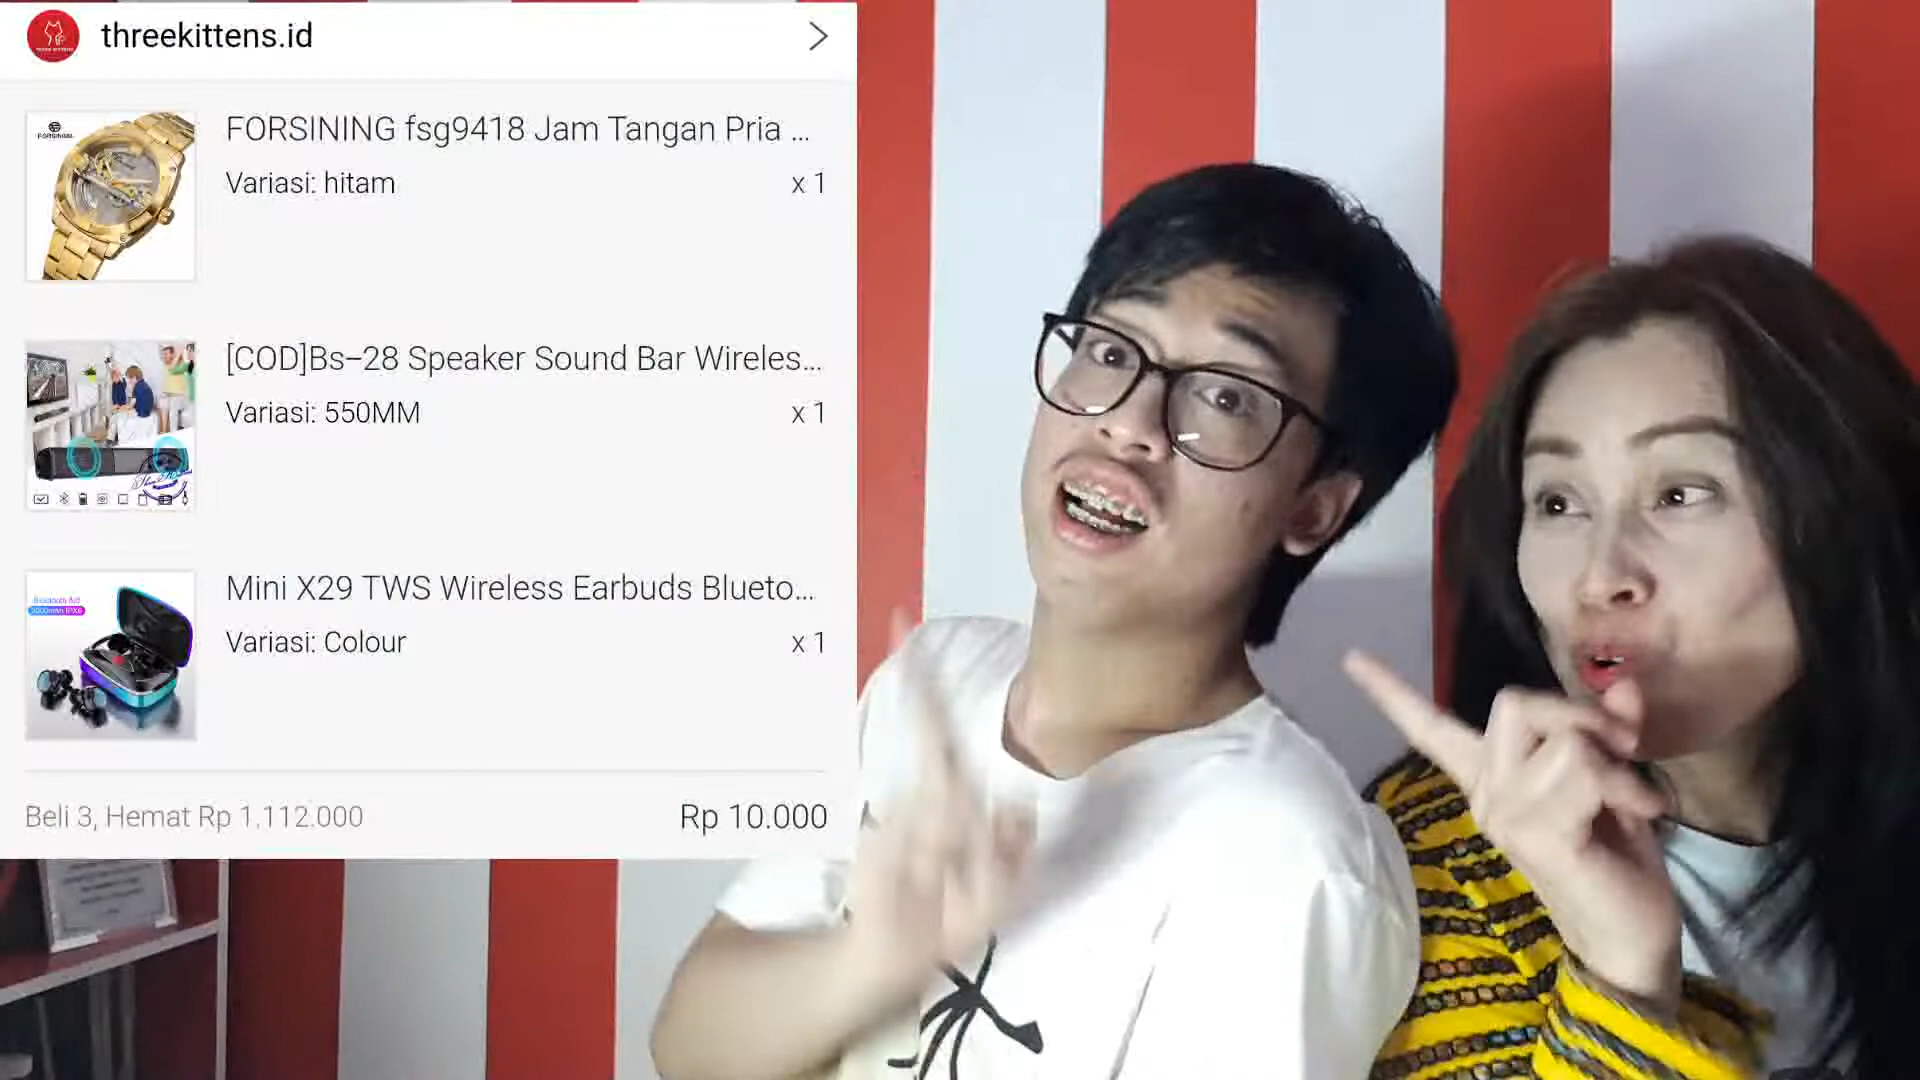 threekittens.id
FORSINING
FORSINING fsg9418 Jam Tangan Pria ...
Variasi: hitam
x 1
[COD]Bs–28 Speaker Sound Bar Wireles...
Variasi: 550MM
x 1
Mini X29 TWS Wireless Earbuds Blueto...
Variasi: Colour
x 1
Beli 3, Hemat Rp 1.112.000
Rp 10.000